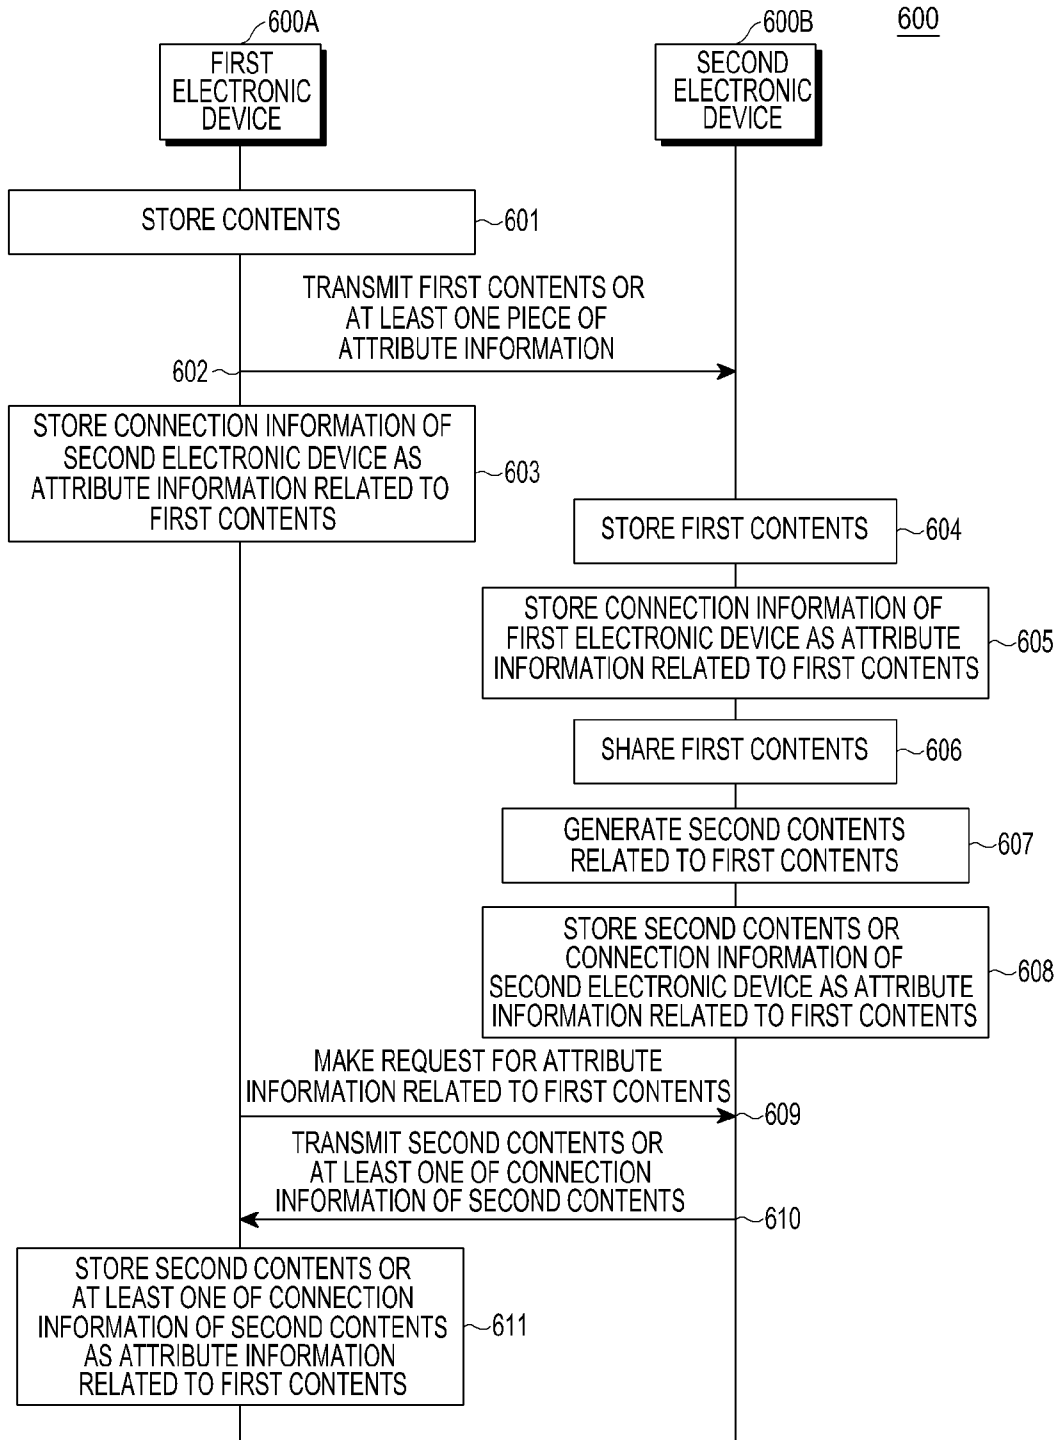 600
600A
600B
FIRST
ELECTRONIC
DEVICE
SECOND
ELECTRONIC
DEVICE
STORE CONTENTS
601
TRANSMIT FIRST CONTENTS OR
AT LEAST ONE PIECE OF
ATTRIBUTE INFORMATION
602
STORE CONNECTION INFORMATION OF
SECOND ELECTRONIC DEVICE AS
ATTRIBUTE INFORMATION RELATED TO
FIRST CONTENTS
603
STORE FIRST CONTENTS
604
STORE CONNECTION INFORMATION OF
FIRST ELECTRONIC DEVICE AS ATTRIBUTE
INFORMATION RELATED TO FIRST CONTENTS
605
SHARE FIRST CONTENTS
606
GENERATE SECOND CONTENTS
RELATED TO FIRST CONTENTS
607
STORE SECOND CONTENTS OR
CONNECTION INFORMATION OF
SECOND ELECTRONIC DEVICE AS ATTRIBUTE
INFORMATION RELATED TO FIRST CONTENTS
608
MAKE REQUEST FOR ATTRIBUTE
INFORMATION RELATED TO FIRST CONTENTS
609
TRANSMIT SECOND CONTENTS OR
AT LEAST ONE OF CONNECTION
INFORMATION OF SECOND CONTENTS
610
STORE SECOND CONTENTS OR
AT LEAST ONE OF CONNECTION
INFORMATION OF SECOND CONTENTS
AS ATTRIBUTE INFORMATION
RELATED TO FIRST CONTENTS
611